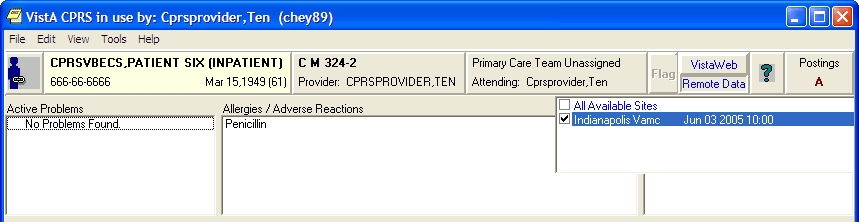 VistA CPRS in use by: Cprsprovider,Ten (chey89)
File Edit View Tools Help
CPRSVBECS,PATIENT SIX (INPATIENT)
666-66-6666 Mar 15,1949 (61)
C M 324-2
Provider: CPRSPROVIDER,TEN
Primary Care Team Unassigned
Attending: Cprsprovider,Ten
Flag
VistaWeb
Remote Data
?
Postings
A
Active Problems
No Problems Found.
Allergies / Adverse Reactions
Penicillin
All Available Sites
Indianapolis Vamc Jun 03 2005 10:00